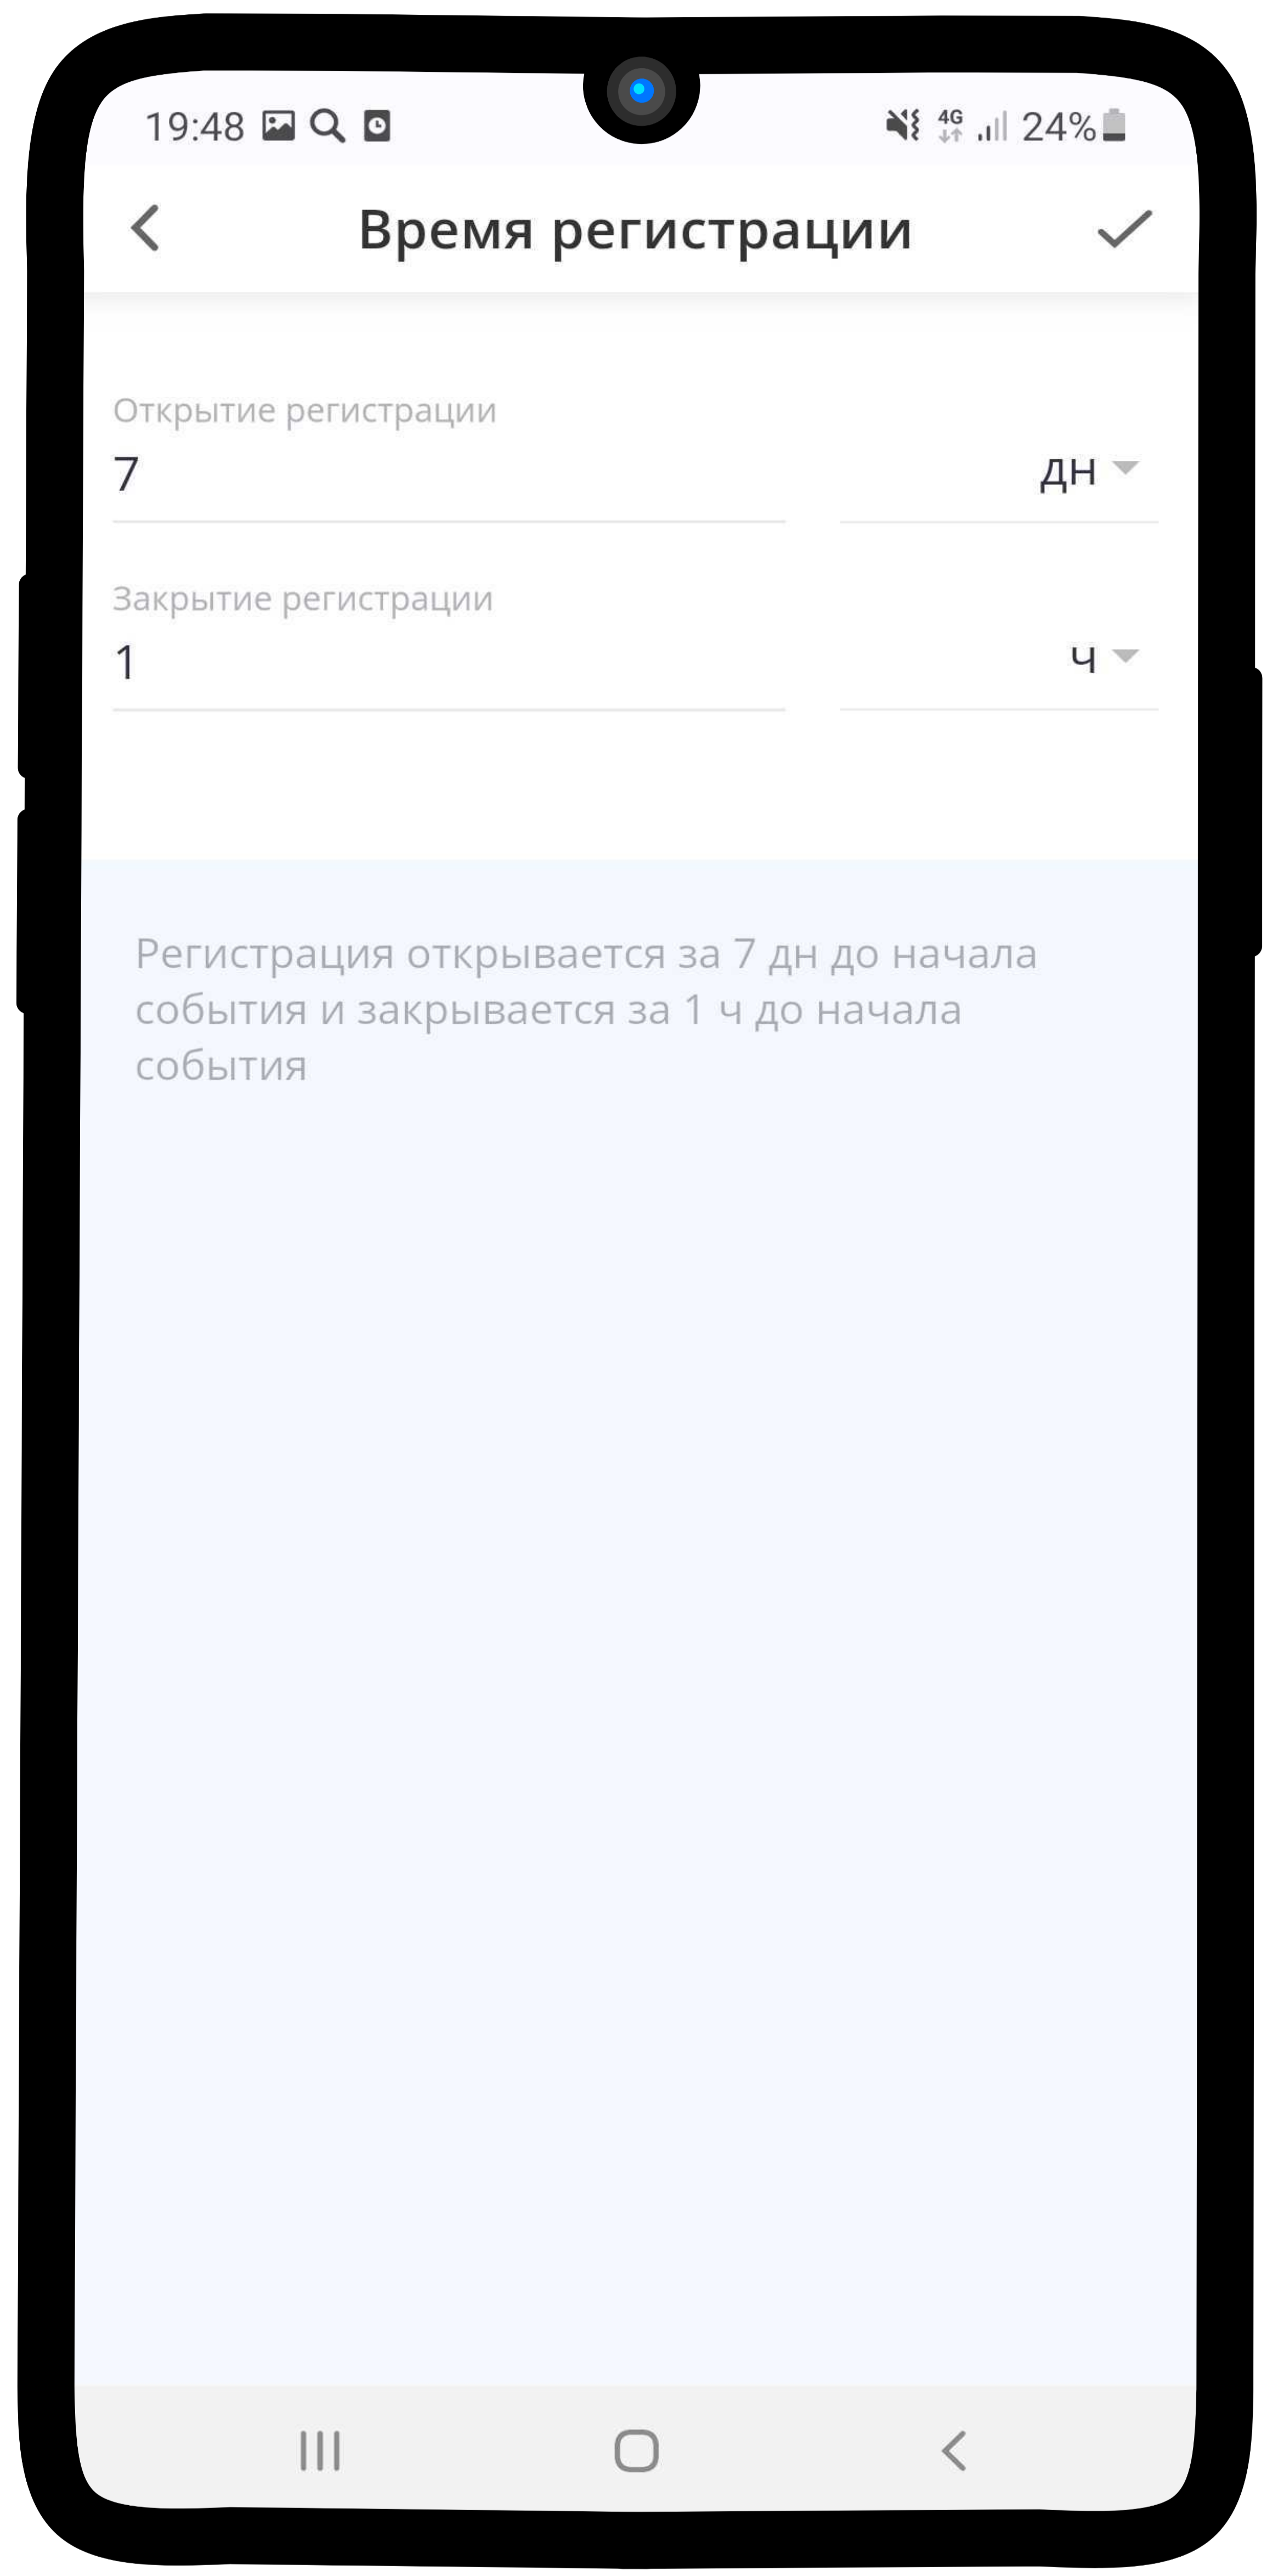 19:48 4G 24%
Время регистрации
Открытие регистрации
7 дн
Закрытие регистрации
1 ч
Регистрация открывается за 7 дн до начала
события и закрывается за 1 ч до начала
события